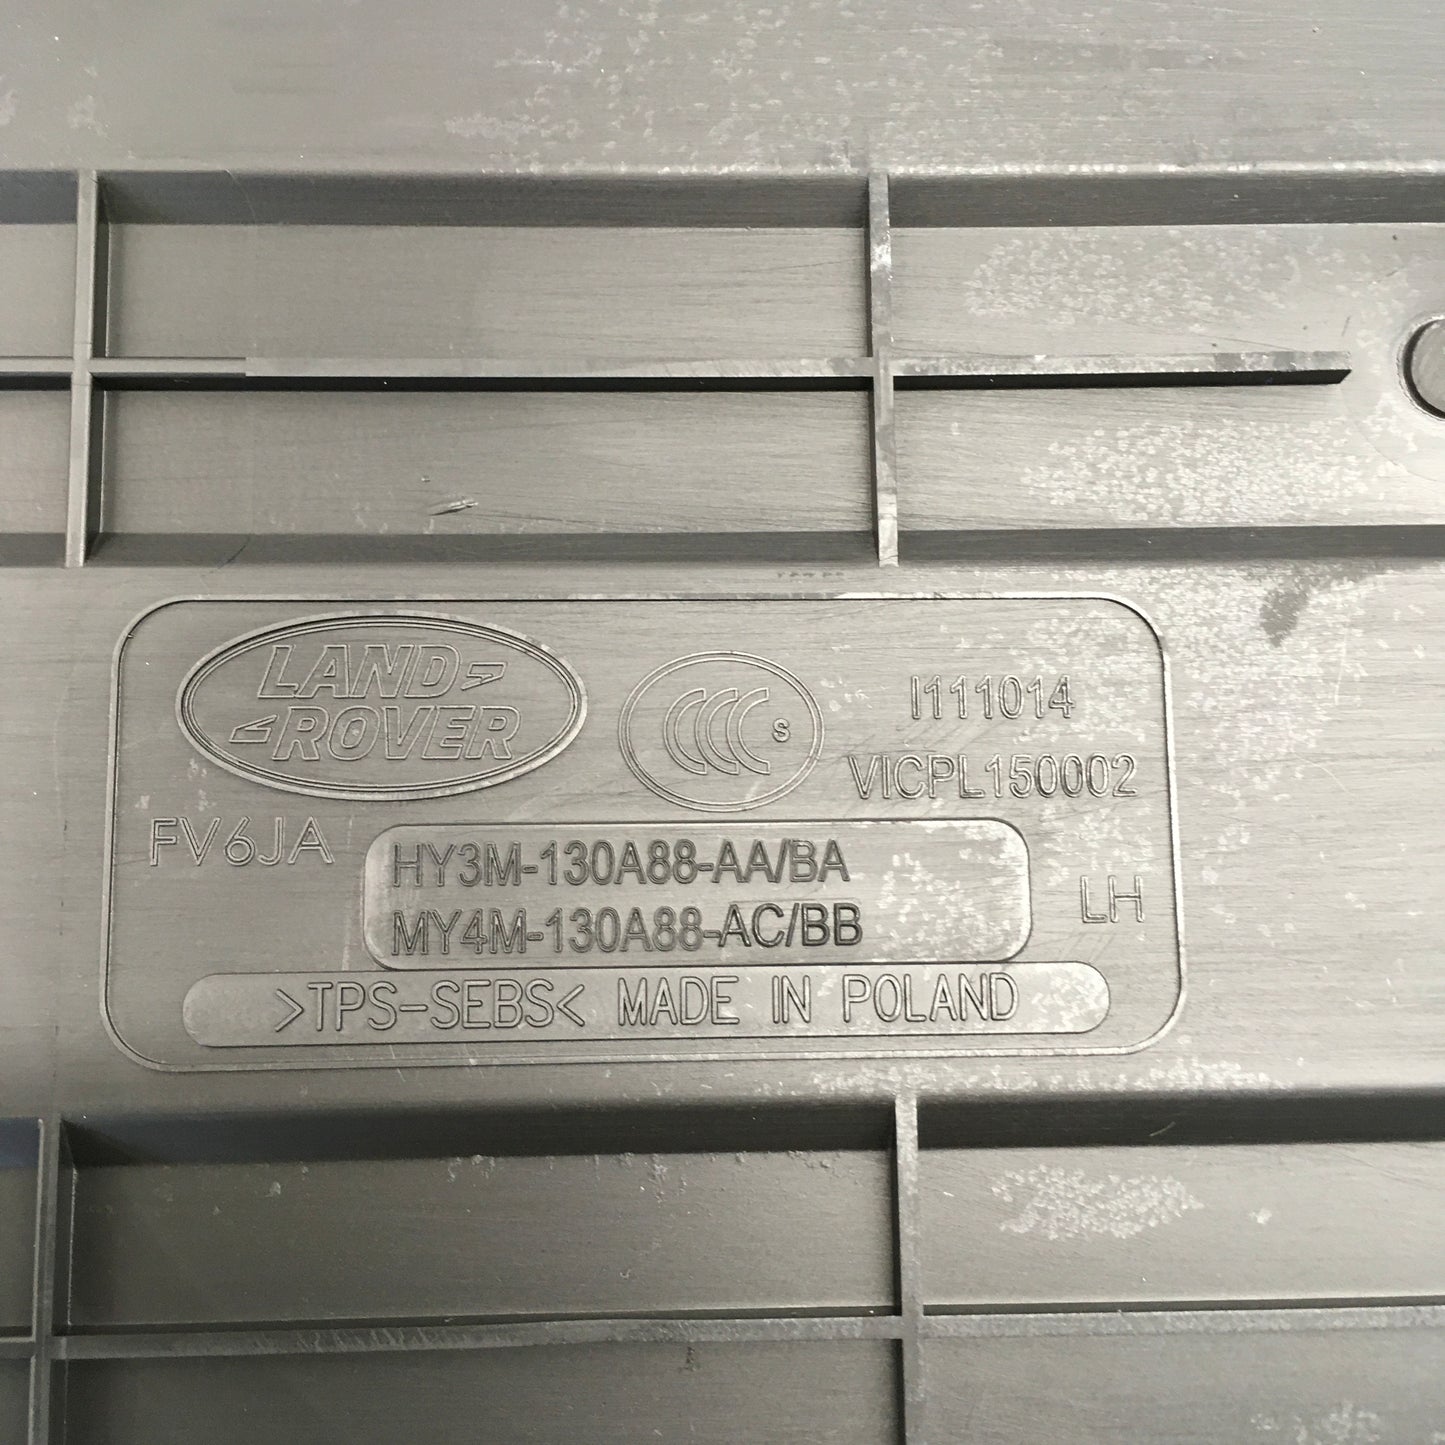 LAND
ROVER
CCC S
I111014
VICPL150002
FV6JA
HY3M-130A88-AA/BA
MY4M-130A88-AC/BB
LH
>TPS-SEBS< MADE IN POLAND